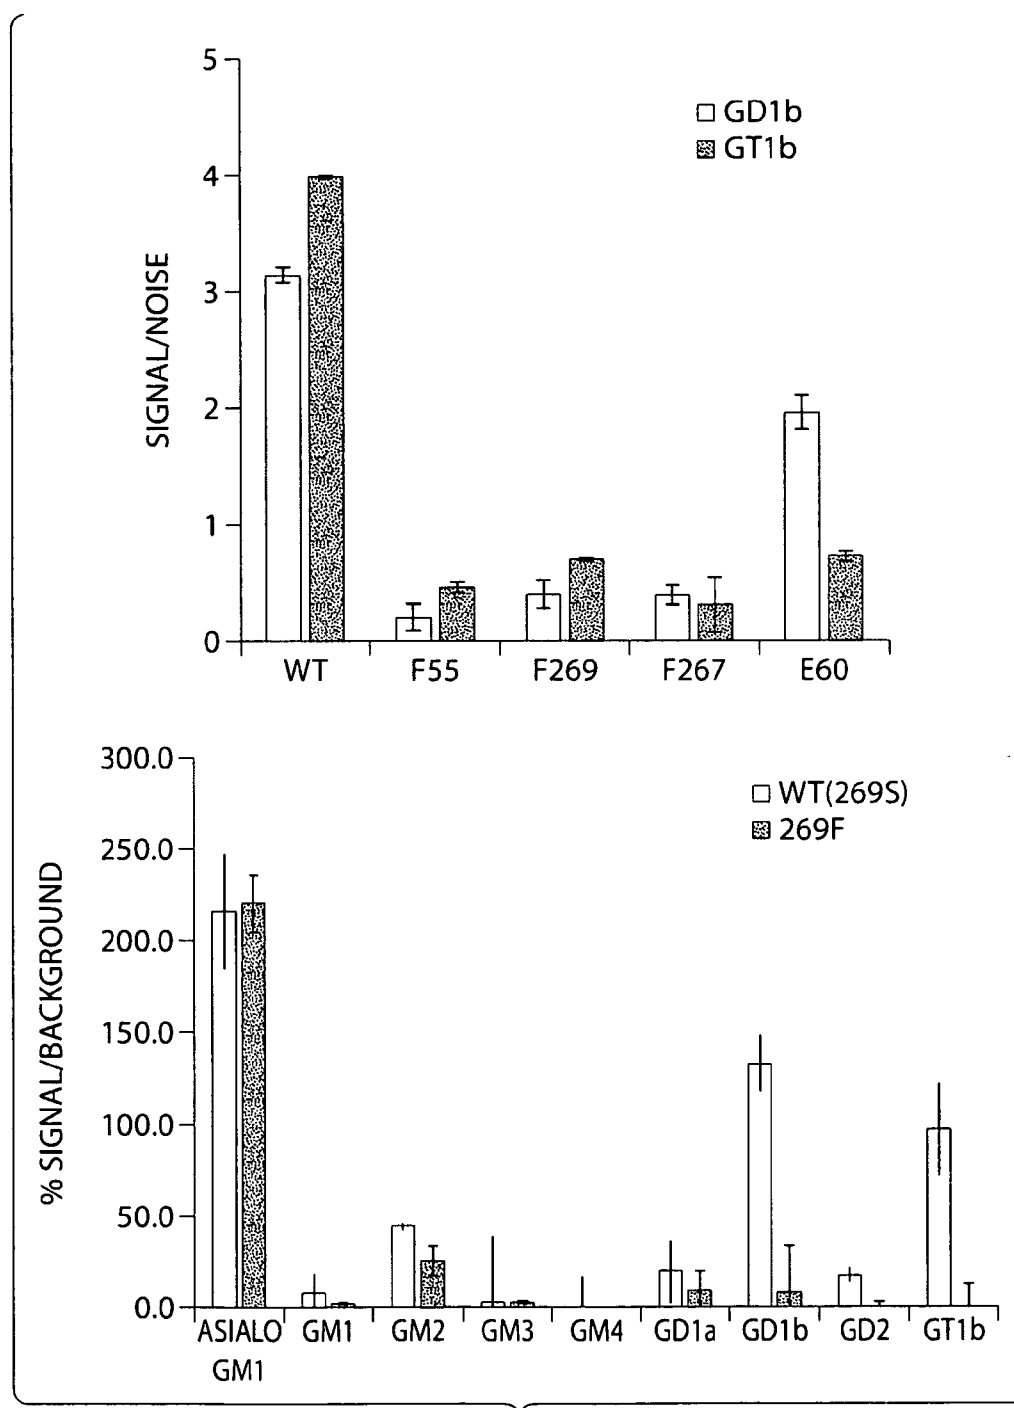 5
4
3
2
1
0
SIGNAL/NOISE
GD1b
GT1b
WT F55 F269 F267 E60
300.0
250.0
200.0
150.0
100.0
50.0
0.0
% SIGNAL/BACKGROUND
WT(269S)
269F
ASIALO GM1 GM2 GM3 GM4 GD1a GD1b GD2 GT1b
GM1